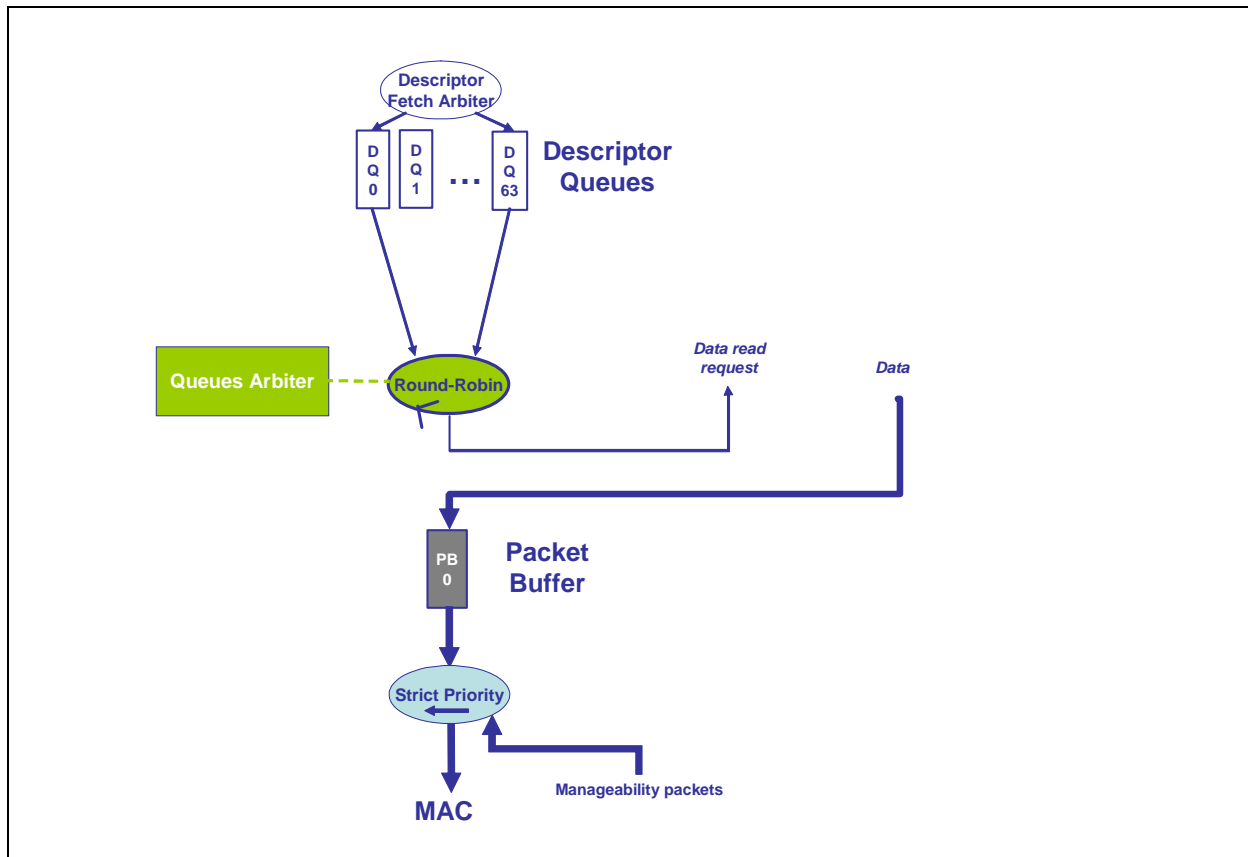 Descriptor
Fetch Arbiter
D
Q
0
D
Q
1
...
D
Q
63
Descriptor
Queues
Queues Arbiter
Round-Robin
Data read
request
Data
PB
0
Packet
Buffer
Strict Priority
Manageability packets
MAC